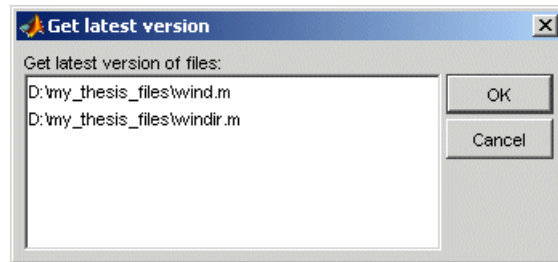 Get latest version
Get latest version of files:
D:\my_thesis_files\wind.m
D:\my_thesis_files\windir.m
OK
Cancel